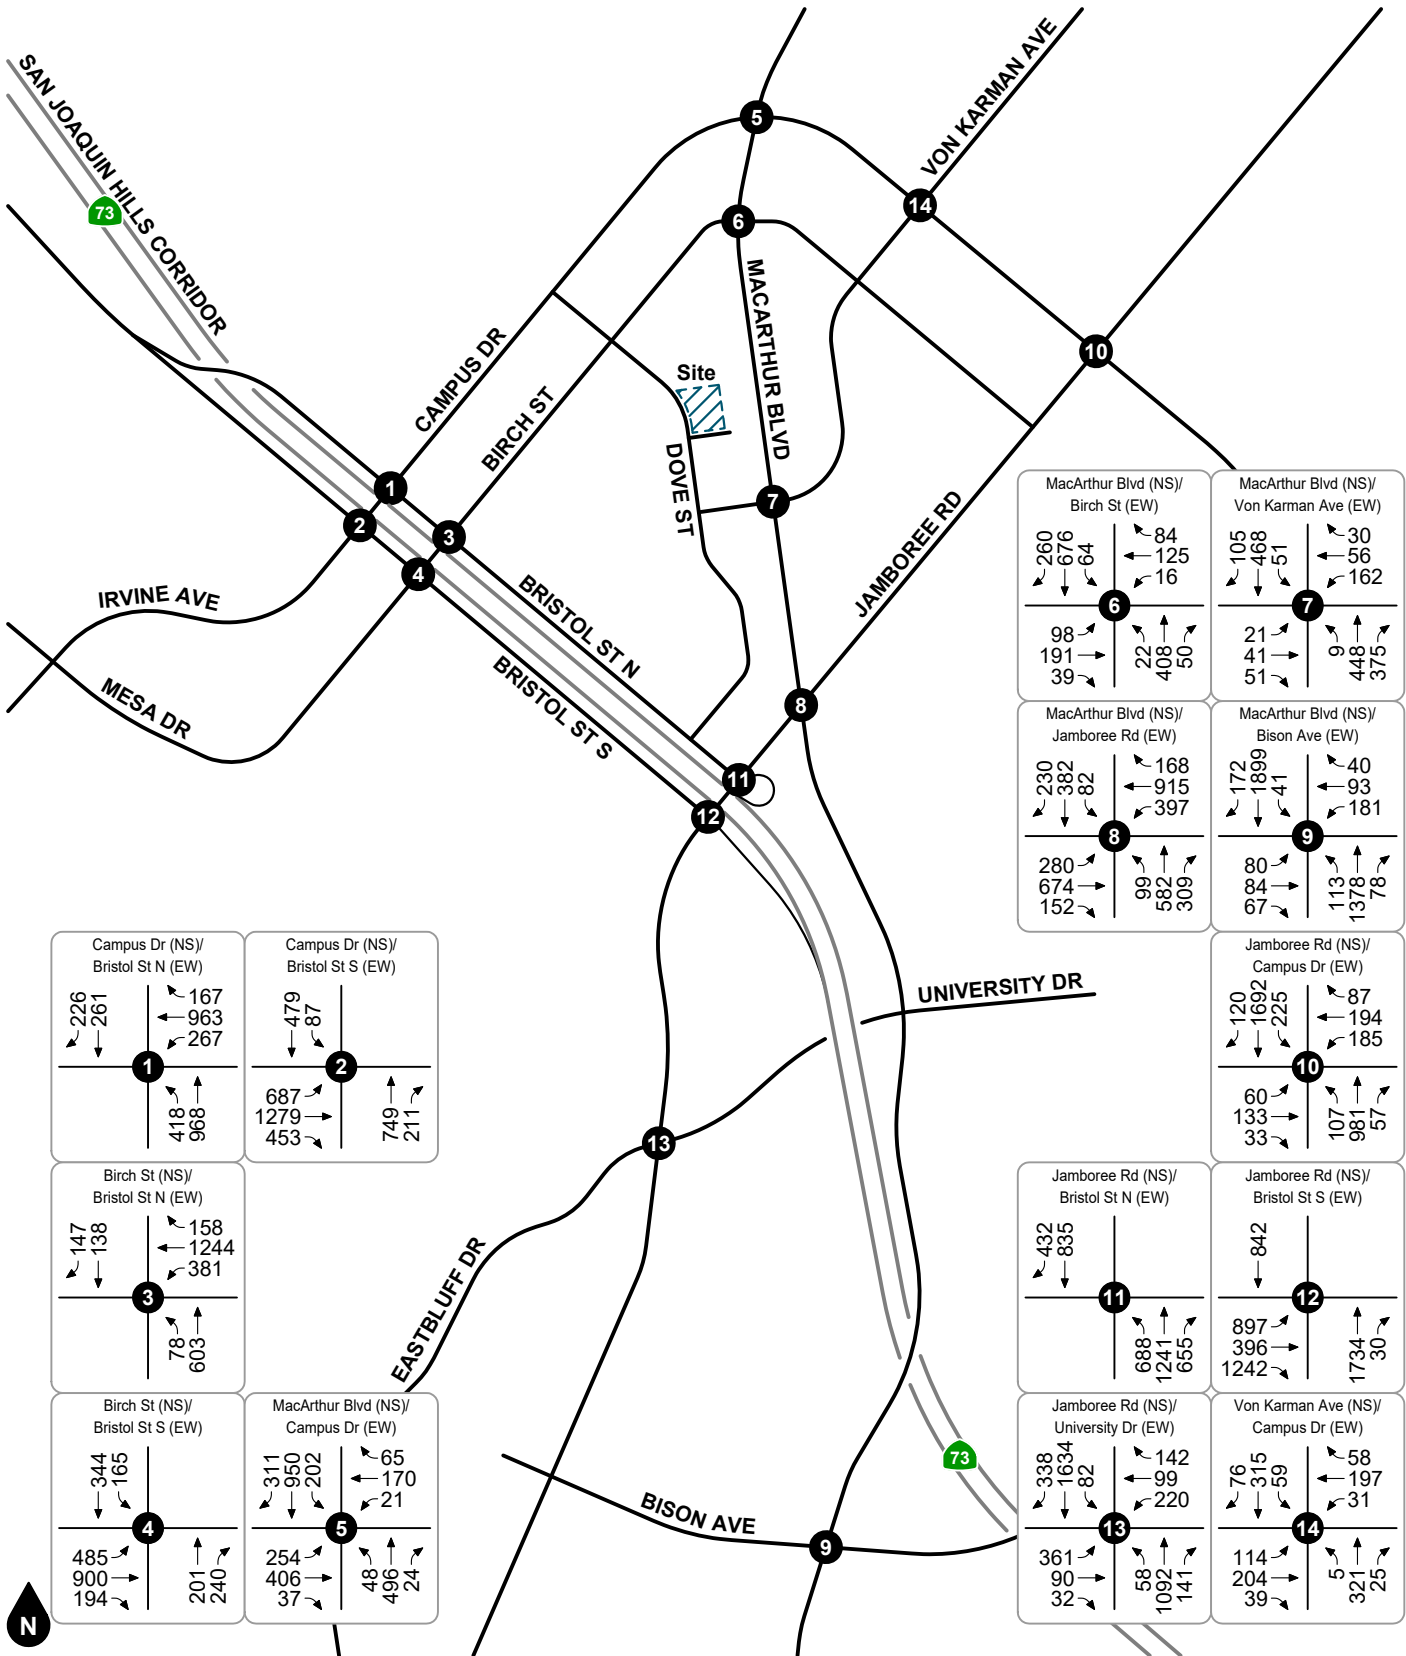 SAN JOAQUIN HILLS CORRIDOR
73
VON KARMAN AVE
5
14
6
MACARTHUR BLVD
10
CAMPUS DR
Site
BIRCH ST
DOVE ST
7
JAMBOREE RD
1
2
3
4
IRVINE AVE
BRISTOL ST N
MESA DR
BRISTOL ST S
8
11
12
UNIVERSITY DR
13
EASTBLUFF DR
73
BISON AVE
9
N
MacArthur Blvd (NS)/
Birch St (EW)
260 676 64
84
125
16
6
98
191
39
22 408 50
MacArthur Blvd (NS)/
Von Karman Ave (EW)
105 468 51
30
56
162
7
21
41
51
9 448 375
MacArthur Blvd (NS)/
Jamboree Rd (EW)
230 382 82
168
915
397
8
280
674
152
99 582 309
MacArthur Blvd (NS)/
Bison Ave (EW)
172 1899 41
40
93
181
9
80
84
67
113 1378 78
Campus Dr (NS)/
Bristol St N (EW)
226 261
167
963
267
1
418 968
Campus Dr (NS)/
Bristol St S (EW)
479 87
2
687
1279
453
749 211
Jamboree Rd (NS)/
Campus Dr (EW)
120 1692 225
87
194
185
10
60
133
33
107 981 57
Birch St (NS)/
Bristol St N (EW)
147 138
158
1244
381
3
78 603
Jamboree Rd (NS)/
Bristol St N (EW)
432 835
11
688 1241 655
Jamboree Rd (NS)/
Bristol St S (EW)
842
12
897
396
1242
1734 30
Birch St (NS)/
Bristol St S (EW)
344 165
4
485
900
194
201 240
MacArthur Blvd (NS)/
Campus Dr (EW)
311 950 202
65
170
21
5
254
406
37
48 496 24
Jamboree Rd (NS)/
University Dr (EW)
338 1634 82
142
99
220
13
361
90
32
58 1092 141
Von Karman Ave (NS)/
Campus Dr (EW)
76 315 59
58
197
31
14
114
204
39
5 321 25